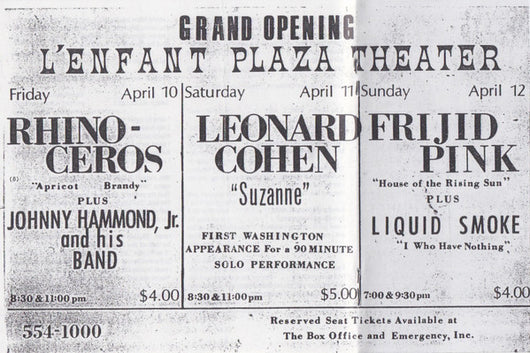 GRAND OPENING
L'ENFANT PLAZA THEATER
Friday April 10
RHINO-
CEROS
"Apricot Brandy"
PLUS
JOHNNY HAMMOND, Jr.
and his
BAND
8:30 & 11:00 pm $4.00
Saturday April 11
LEONARD
COHEN
"Suzanne"
FIRST WASHINGTON
APPEARANCE For a 90 MINUTE
SOLO PERFORMANCE
8:30 & 11:00 pm $5.00
Sunday April 12
FRIJID
PINK
"House of the Rising Sun"
PLUS
LIQUID SMOKE
"I Who Have Nothing"
7:00 & 9:30 pm $4.00
554-1000
Reserved Seat Tickets Available at
The Box Office and Emergency, Inc.